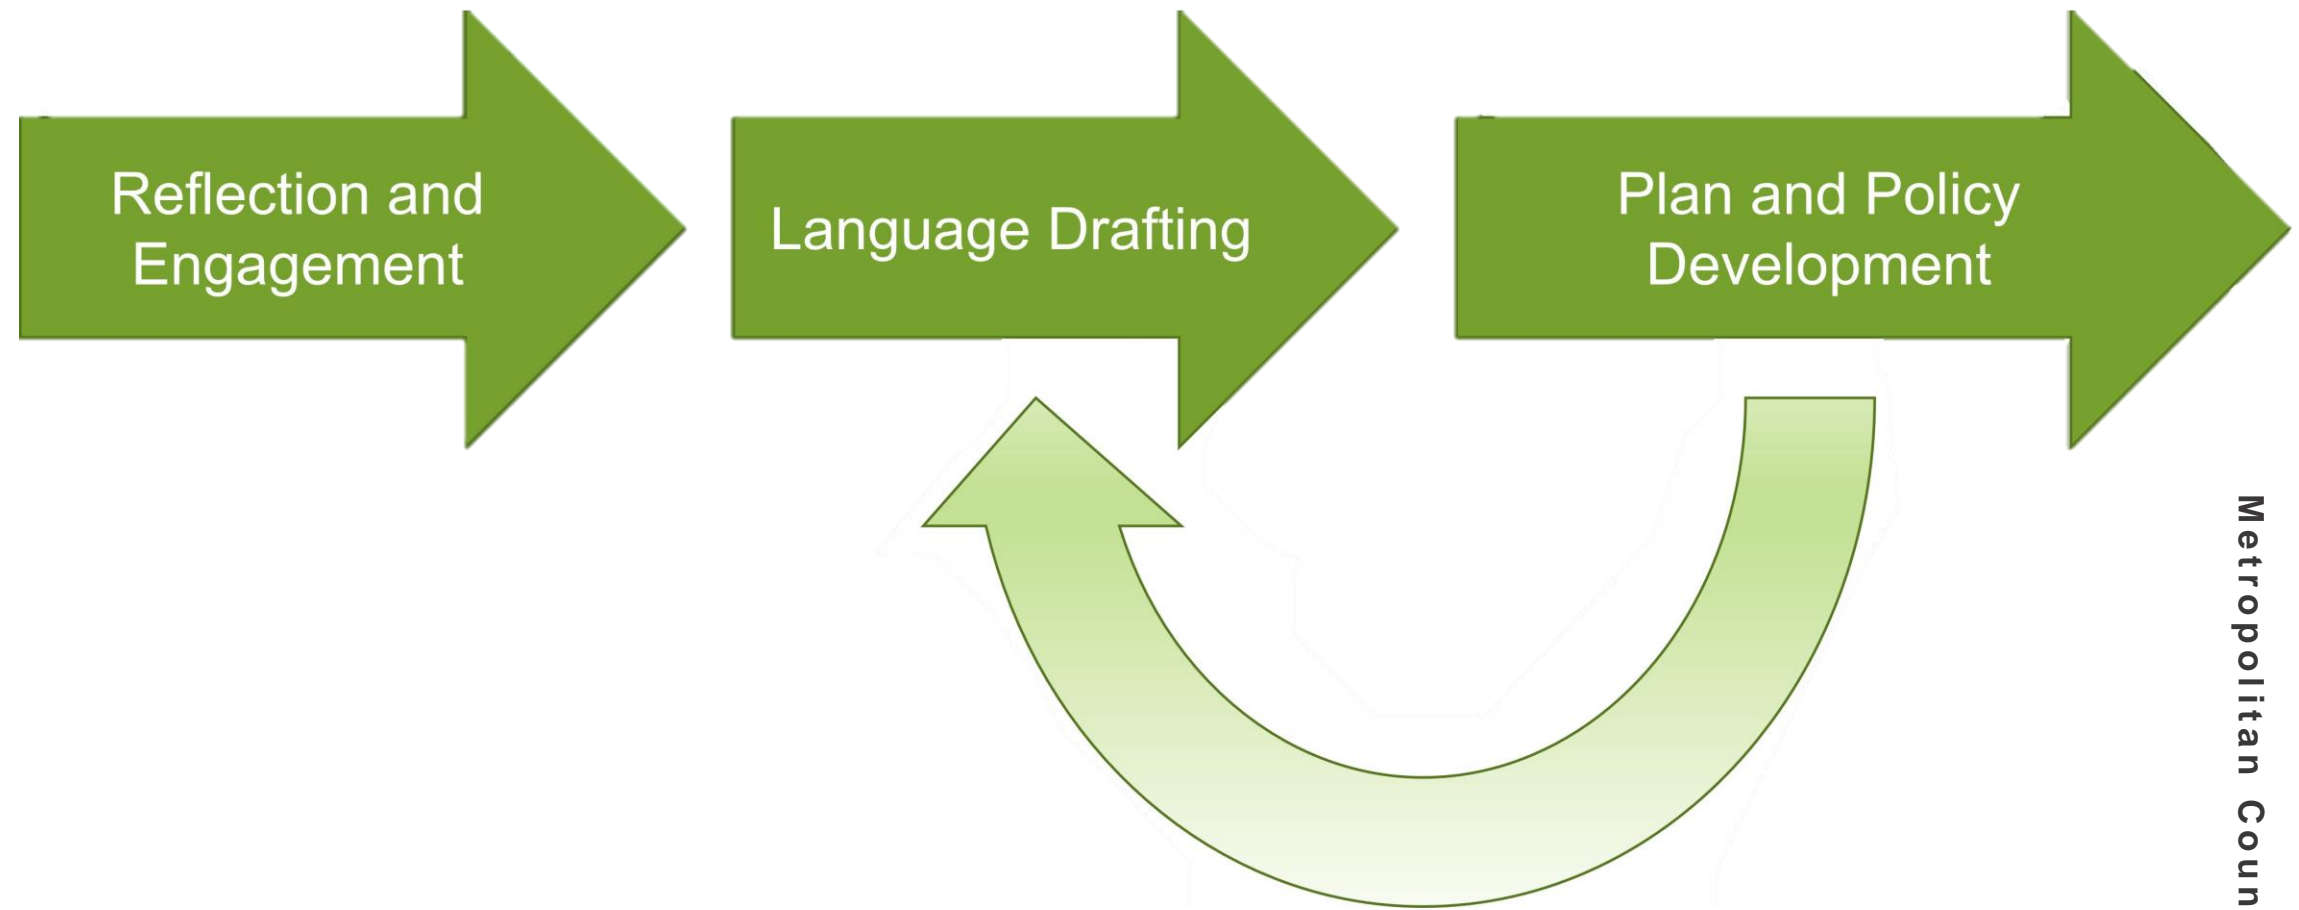 Reflection and
Engagement
Language Drafting
Plan and Policy
Development
Metropolitan Coun